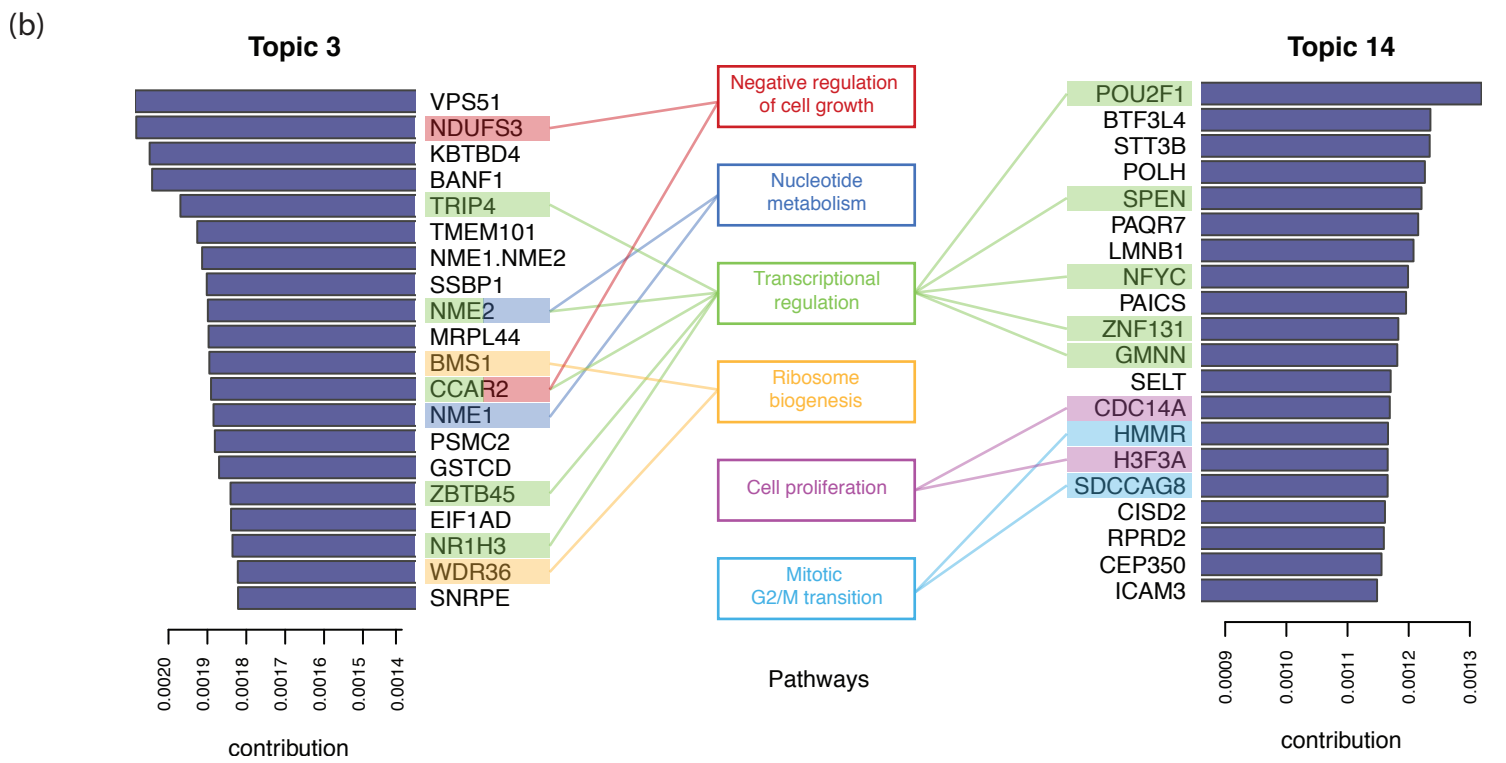 (b)
Topic 3
VPS51
NDUFS3
KBTBD4
BANF1
TRIP4
TMEM101
NME1.NME2
SSBP1
NME2
MRPL44
BMS1
CCAR2
NME1
PSMC2
GSTCD
ZBTB45
EIF1AD
NR1H3
WDR36
SNRPE
0.0020
0.0019
0.0018
0.0017
0.0016
0.0015
0.0014
contribution
Negative regulation
of cell growth
Nucleotide
metabolism
Transcriptional
regulation
Ribosome
biogenesis
Cell proliferation
Mitotic
G2/M transition
Pathways
Topic 14
POU2F1
BTF3L4
STT3B
POLH
SPEN
PAQR7
LMNB1
NFYC
PAICS
ZNF131
GMNN
SELT
CDC14A
HMMR
H3F3A
SDCCAG8
CISD2
RPRD2
CEP350
ICAM3
0.0009
0.0010
0.0011
0.0012
0.0013
contribution